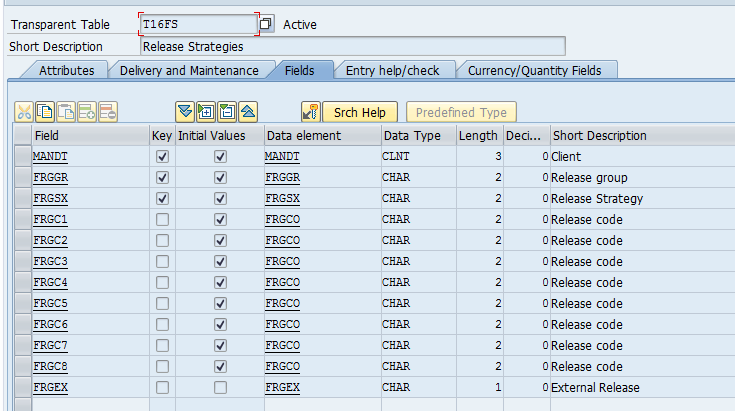 Transparent Table T16FS Active
Short Description Release Strategies
Attributes Delivery and Maintenance Fields Entry help/check Currency/Quantity Fields
Srch Help Predefined Type
Field Key Initial Values Data element Data Type Length Deci... Short Description
MANDT MANDT CLNT 3 0 Client
FRGGR FRGGR CHAR 2 0 Release group
FRGSX FRGSX CHAR 2 0 Release Strategy
FRGC1 FRGCO CHAR 2 0 Release code
FRGC2 FRGCO CHAR 2 0 Release code
FRGC3 FRGCO CHAR 2 0 Release code
FRGC4 FRGCO CHAR 2 0 Release code
FRGC5 FRGCO CHAR 2 0 Release code
FRGC6 FRGCO CHAR 2 0 Release code
FRGC7 FRGCO CHAR 2 0 Release code
FRGC8 FRGCO CHAR 2 0 Release code
FRGEX FRGEX CHAR 1 0 External Release